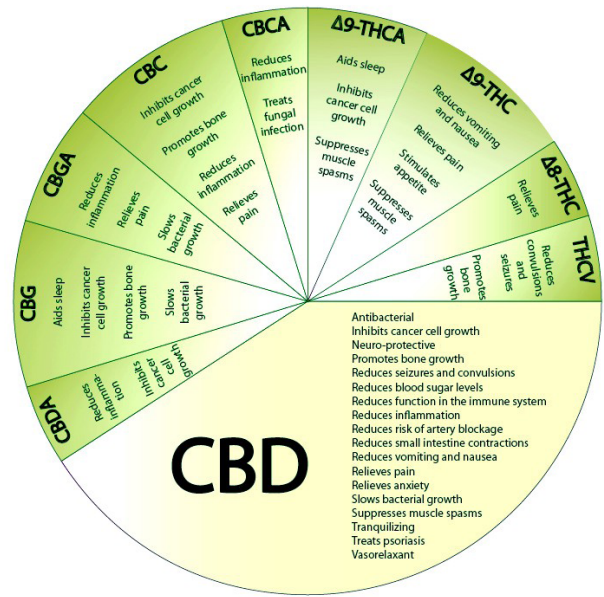 CBCA
Reduces
inflammation
Treats
fungal
infection
Δ9-THCA
Aids sleep
Inhibits
cancer cell
growth
Suppresses
muscle
spasms
Δ9-THC
Reduces vomiting
and nausea
Relieves pain
Stimulates
appetite
Suppresses
muscle
spasms
Δ8-THC
Relieves
pain
THCV
Reduces
convulsions
and
seizures
Promotes
bone
growth
CBD
Antibacterial
Inhibits cancer cell growth
Neuro-protective
Promotes bone growth
Reduces seizures and convulsions
Reduces blood sugar levels
Reduces function in the immune system
Reduces inflammation
Reduces risk of artery blockage
Reduces small intestine contractions
Reduces vomiting and nausea
Relieves pain
Relieves anxiety
Slows bacterial growth
Suppresses muscle spasms
Tranquilizing
Treats psoriasis
Vasorelaxant
CBDA
Reduces
inflamma-
tion
Inhibits
cancer
cell
growth
CBG
Aids sleep
Inhibits cancer
cell growth
Promotes bone
growth
Slows
bacterial
growth
CBGA
Reduces
inflammation
Relieves
pain
Slows
bacterial
growth
CBC
Inhibits cancer
cell growth
Promotes bone
growth
Reduces
inflammation
Relieves
pain